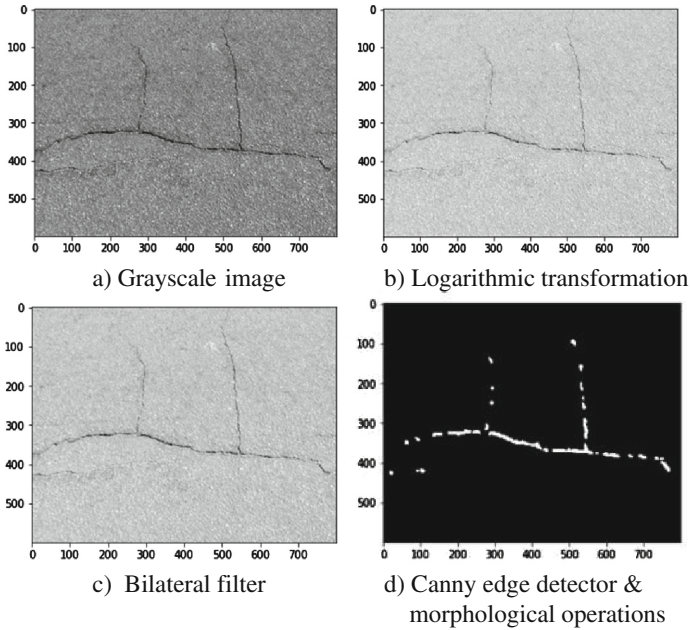 0
100
200
300
400
500
0 100 200 300 400 500 600 700
a) Grayscale image
0
100
200
300
400
500
0 100 200 300 400 500 600 700
b) Logarithmic transformation
0
100
200
300
400
500
0 100 200 300 400 500 600 700
c) Bilateral filter
0
100
200
300
400
500
0 100 200 300 400 500 600 700
d) Canny edge detector &
morphological operations